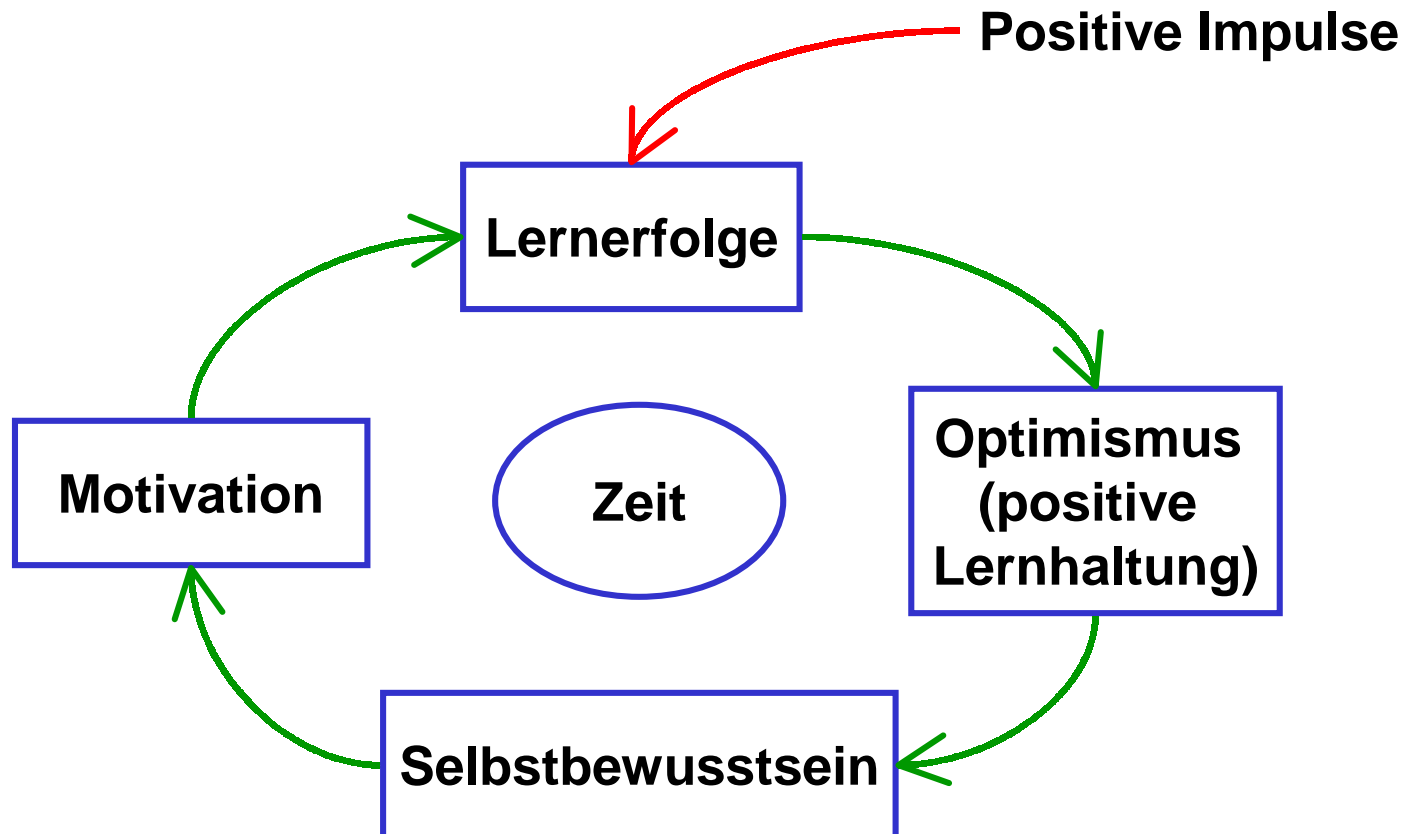 Positive Impulse
Lernerfolge
Optimismus
(positive
Lernhaltung)
Motivation
Zeit
Selbstbewusstsein